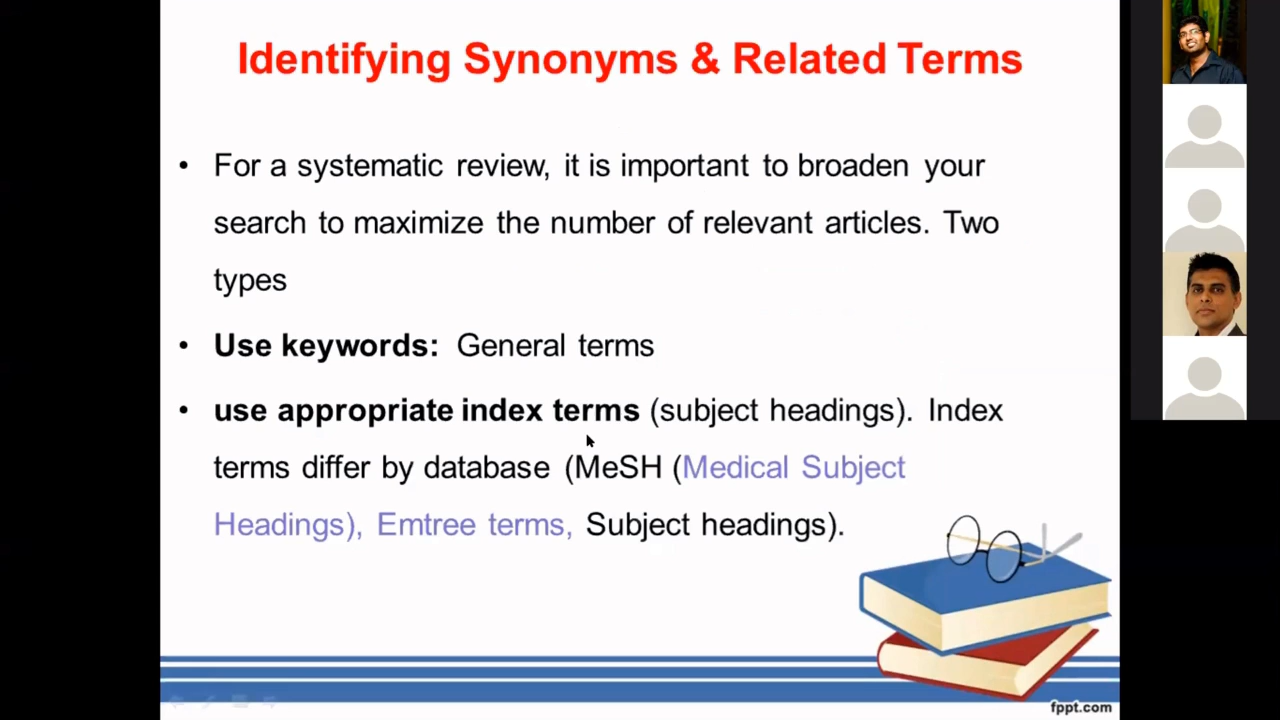 Identifying Synonyms & Related Terms
• For a systematic review, it is important to broaden your
search to maximize the number of relevant articles. Two
types
• Use keywords: General terms
• use appropriate index terms (subject headings). Index
terms differ by database (MeSH (Medical Subject
Headings), Emtree terms, Subject headings).
fppt.com